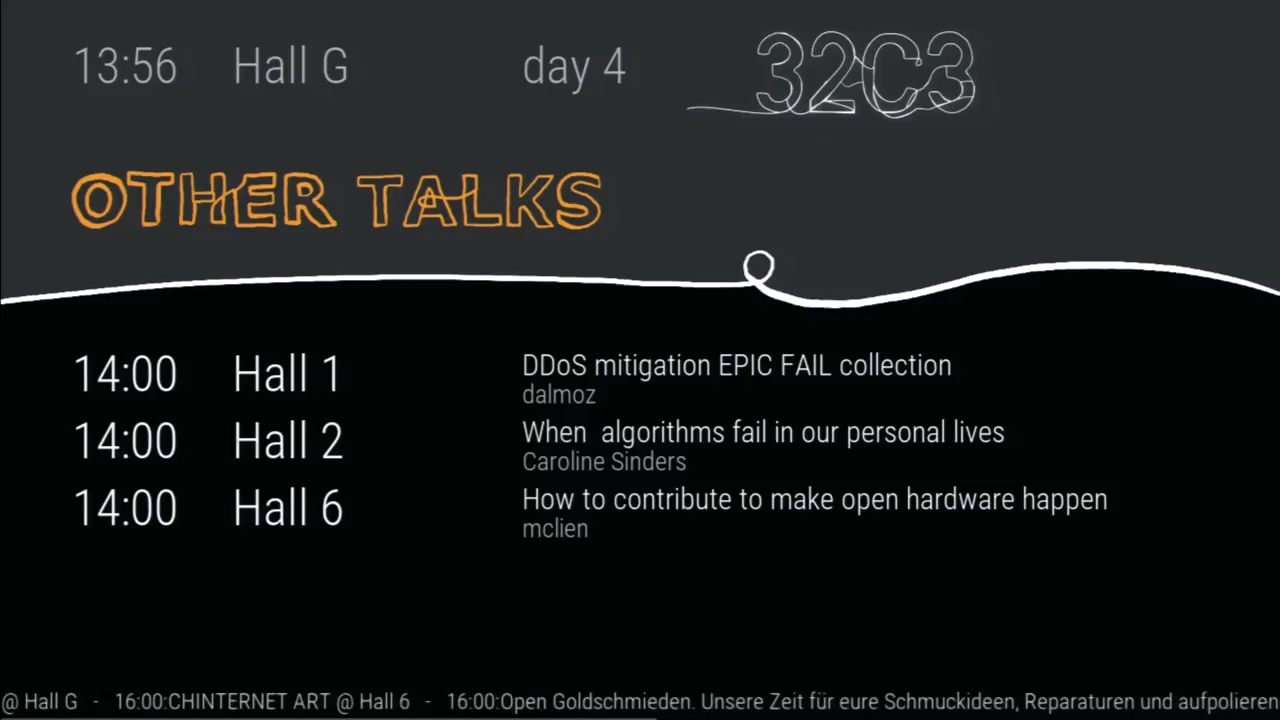 13:56 Hall G day 4 32C3
OTHER TALKS
14:00 Hall 1 DDoS mitigation EPIC FAIL collection
dalmoz
14:00 Hall 2 When  algorithms fail in our personal lives
Caroline Sinders
14:00 Hall 6 How to contribute to make open hardware happen
mclien
@ Hall G - 16:00:CHINTERNET ART @ Hall 6 - 16:00:Open Goldschmieden. Unsere Zeit für eure Schmuckideen, Reparaturen und aufpolieren